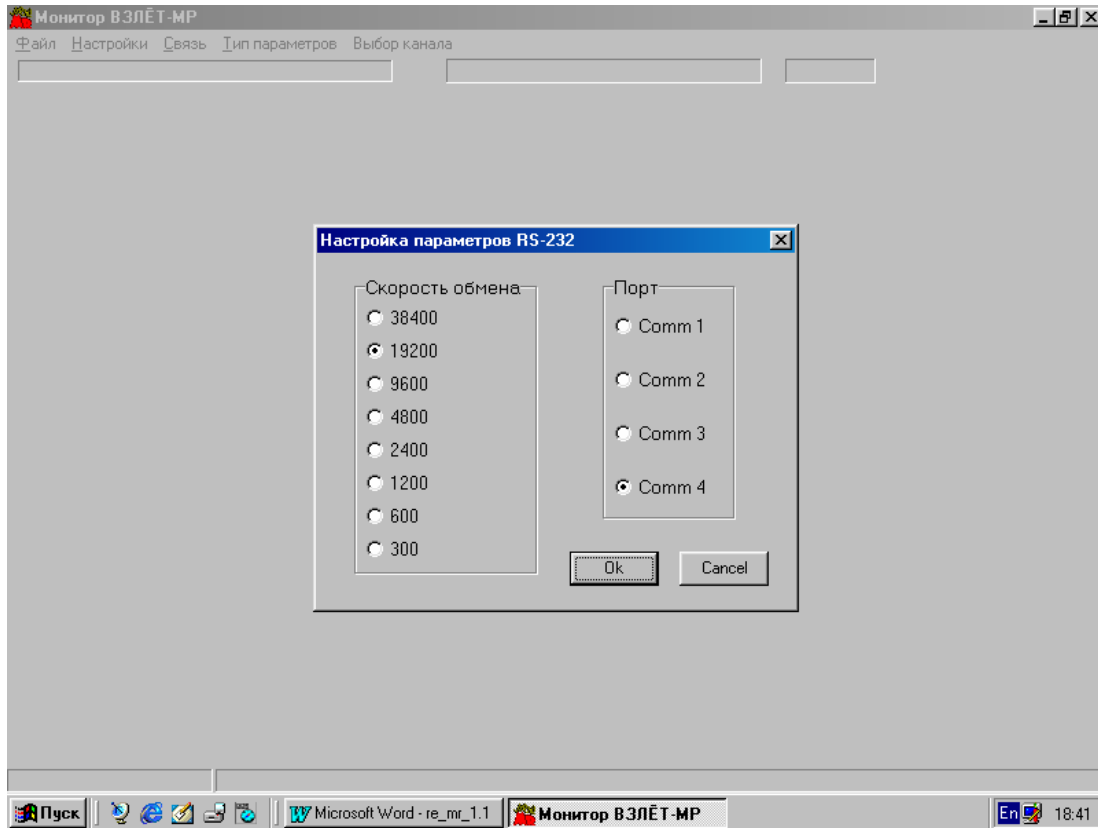 Монитор ВЗЛЁТ-МР
Файл Настройки Связь Тип параметров Выбор канала
Настройка параметров RS-232
Скорость обмена
38400
19200
9600
4800
2400
1200
600
300
Порт
Comm 1
Comm 2
Comm 3
Comm 4
Ok Cancel
Пуск Microsoft Word - re_mr_1.1 Монитор ВЗЛЁТ-МР En 18:41